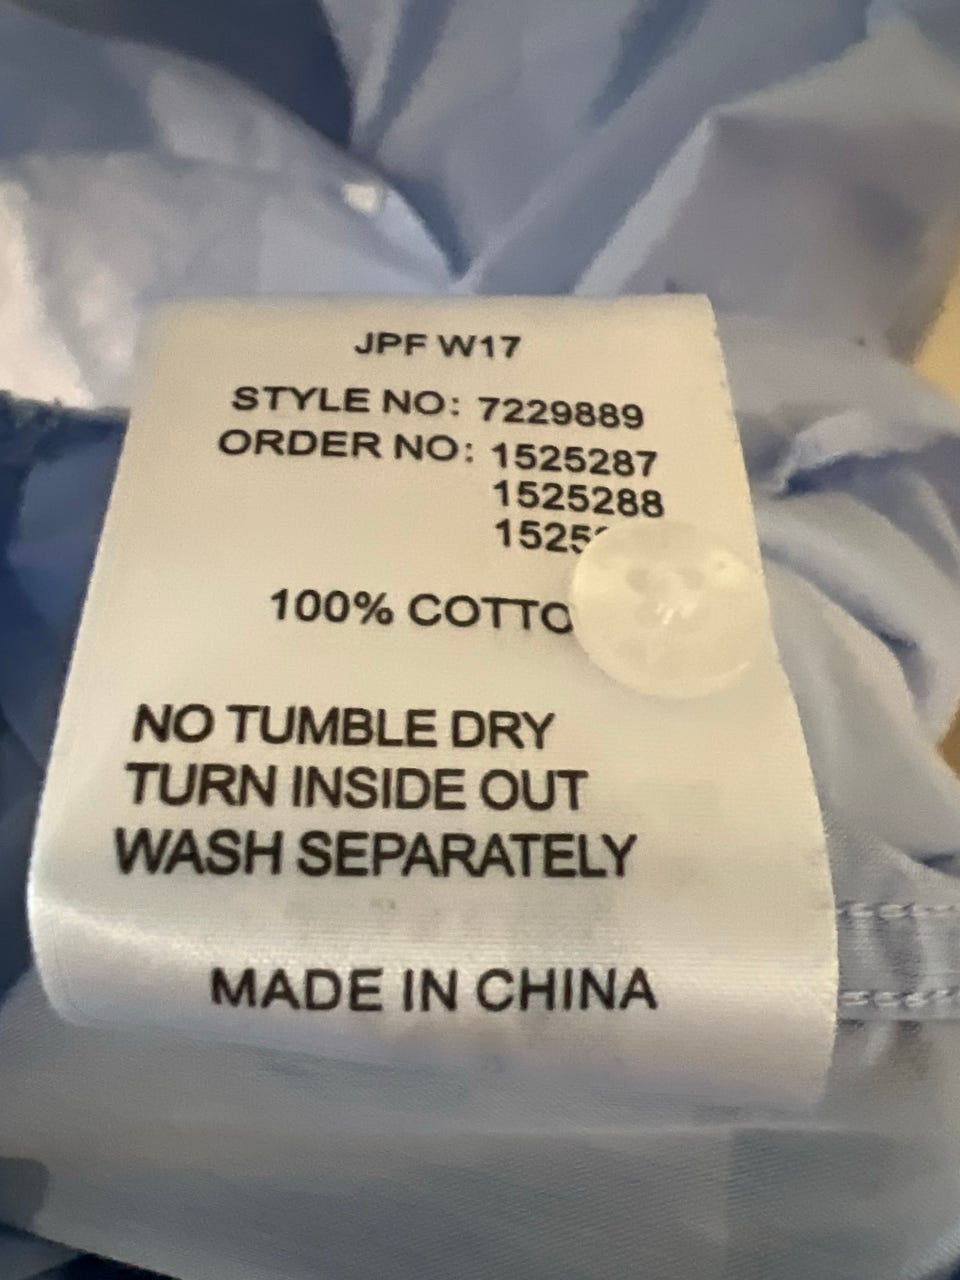 JPF W17
STYLE NO: 7229889
ORDER NO: 1525287
1525288
100%
NO TUMBLE DRY
TURN INSIDE OUT
WASH SEPARATELY
MADE IN CHINA